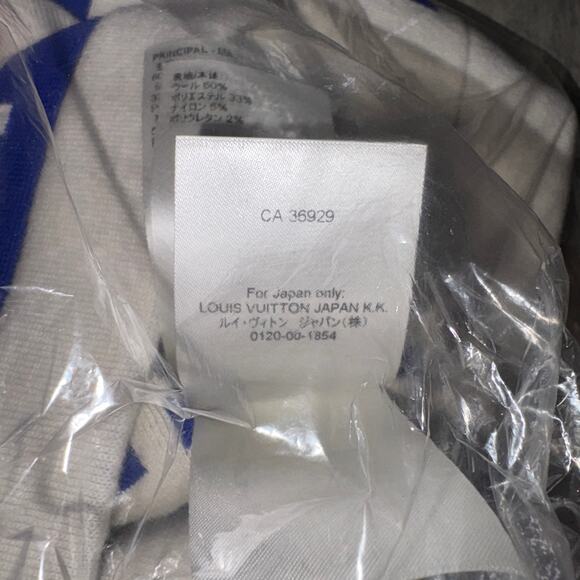 PRINCIPAL
表地(本体)
ウール 50%
ポリエステル 33%
ナイロン 5%
ポリウレタン 2%
CA 36929
For Japan only:
LOUIS VUITTON JAPAN K.K.
ルイ・ヴィトン ジャパン(株)
0120-00-1854